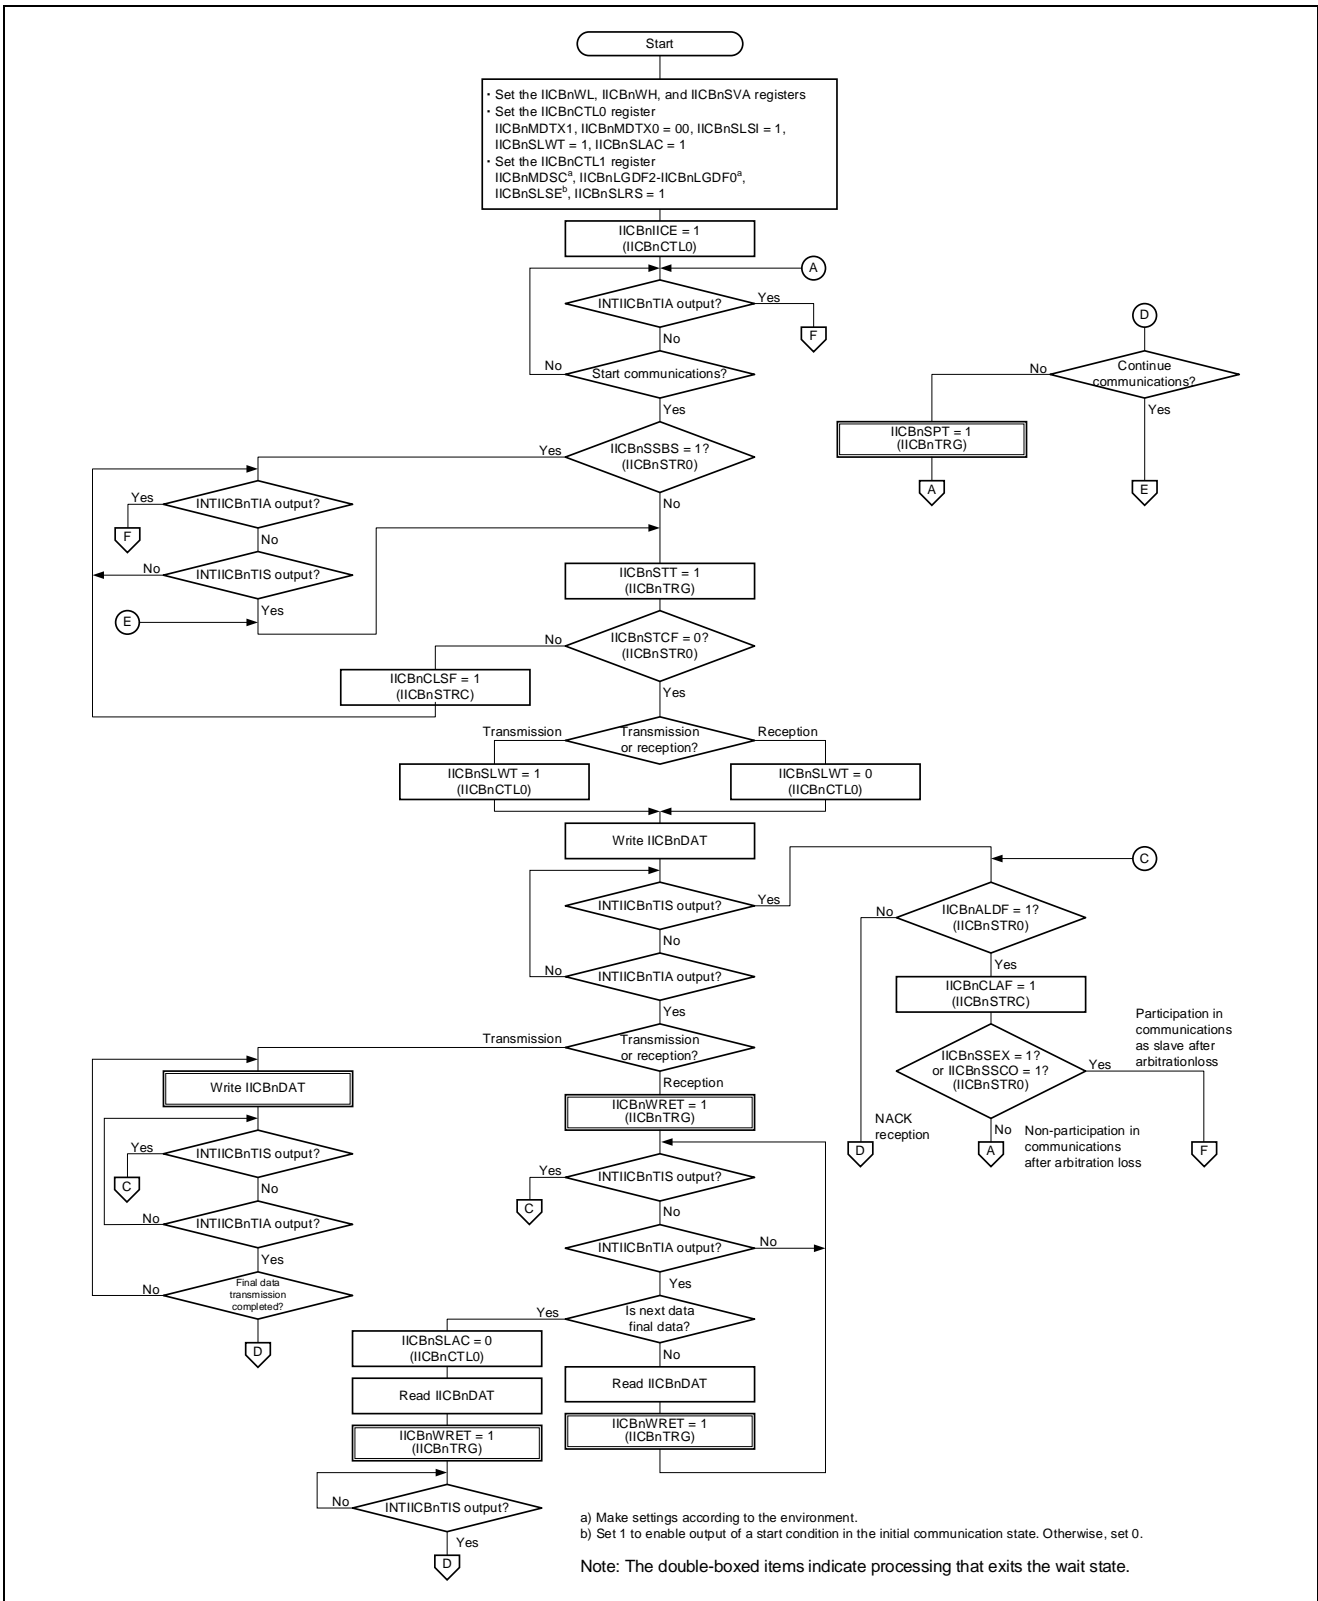 Start
・Set the IICBnWL, IICBnWH, and IICBnSVA registers
・Set the IICBnCTL0 register
IICBnMDTX1, IICBnMDTX0 = 00, IICBnSLSI = 1,
IICBnSLWT = 1, IICBnSLAC = 1
・Set the IICBnCTL1 register
IICBnMDSCa, IICBnLGDF2-IICBnLGDF0a,
IICBnSLSEb, IICBnSLRS = 1
IICBnIICE = 1
(IICBnCTL0)
A
INTIICBnTIA output?
Yes
F
No
Start communications?
No
Yes
D
Continue
communications?
No
Yes
IICBnSPT = 1
(IICBnTRG)
A
E
IICBnSSBS = 1?
(IICBnSTR0)
Yes
No
INTIICBnTIA output?
Yes
F
No
INTIICBnTIS output?
No
Yes
E
IICBnSTT = 1
(IICBnTRG)
IICBnSTCF = 0?
(IICBnSTR0)
No
Yes
IICBnCLSF = 1
(IICBnSTRC)
Transmission
Transmission
or reception?
Reception
IICBnSLWT = 1
(IICBnCTL0)
IICBnSLWT = 0
(IICBnCTL0)
Write IICBnDAT
INTIICBnTIS output?
Yes
No
INTIICBnTIA output?
No
Yes
C
IICBnALDF = 1?
(IICBnSTR0)
No
Yes
IICBnCLAF = 1
(IICBnSTRC)
IICBnSSEX = 1?
or IICBnSSCO = 1?
(IICBnSTR0)
Yes
Participation in
communications
as slave after
arbitrationloss
No
NACK
reception
D
A
Non-participation in
communications
after arbitration loss
F
Transmission
Transmission
or reception?
Reception
Write IICBnDAT
INTIICBnTIS output?
Yes
C
No
INTIICBnTIA output?
No
Yes
Final data
transmission
completed?
No
D
IICBnWRET = 1
(IICBnTRG)
INTIICBnTIS output?
Yes
C
No
INTIICBnTIA output?
No
Yes
Is next data
final data?
Yes
No
IICBnSLAC = 0
(IICBnCTL0)
Read IICBnDAT
IICBnWRET = 1
(IICBnTRG)
Read IICBnDAT
IICBnWRET = 1
(IICBnTRG)
INTIICBnTIS output?
No
Yes
D
a) Make settings according to the environment.
b) Set 1 to enable output of a start condition in the initial communication state. Otherwise, set 0.
Note: The double-boxed items indicate processing that exits the wait state.